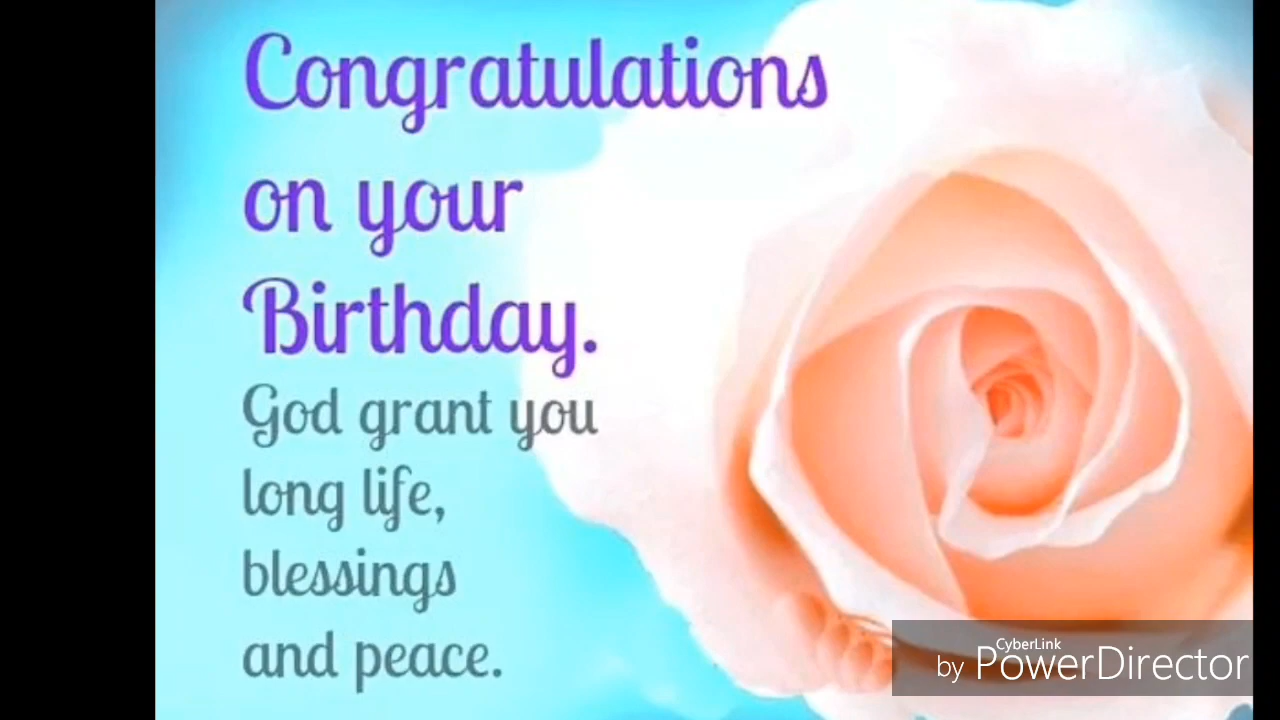 Congratulations
on your
Birthday.
God grant you
long life,
blessings
and peace.
CyberLink
by PowerDirector